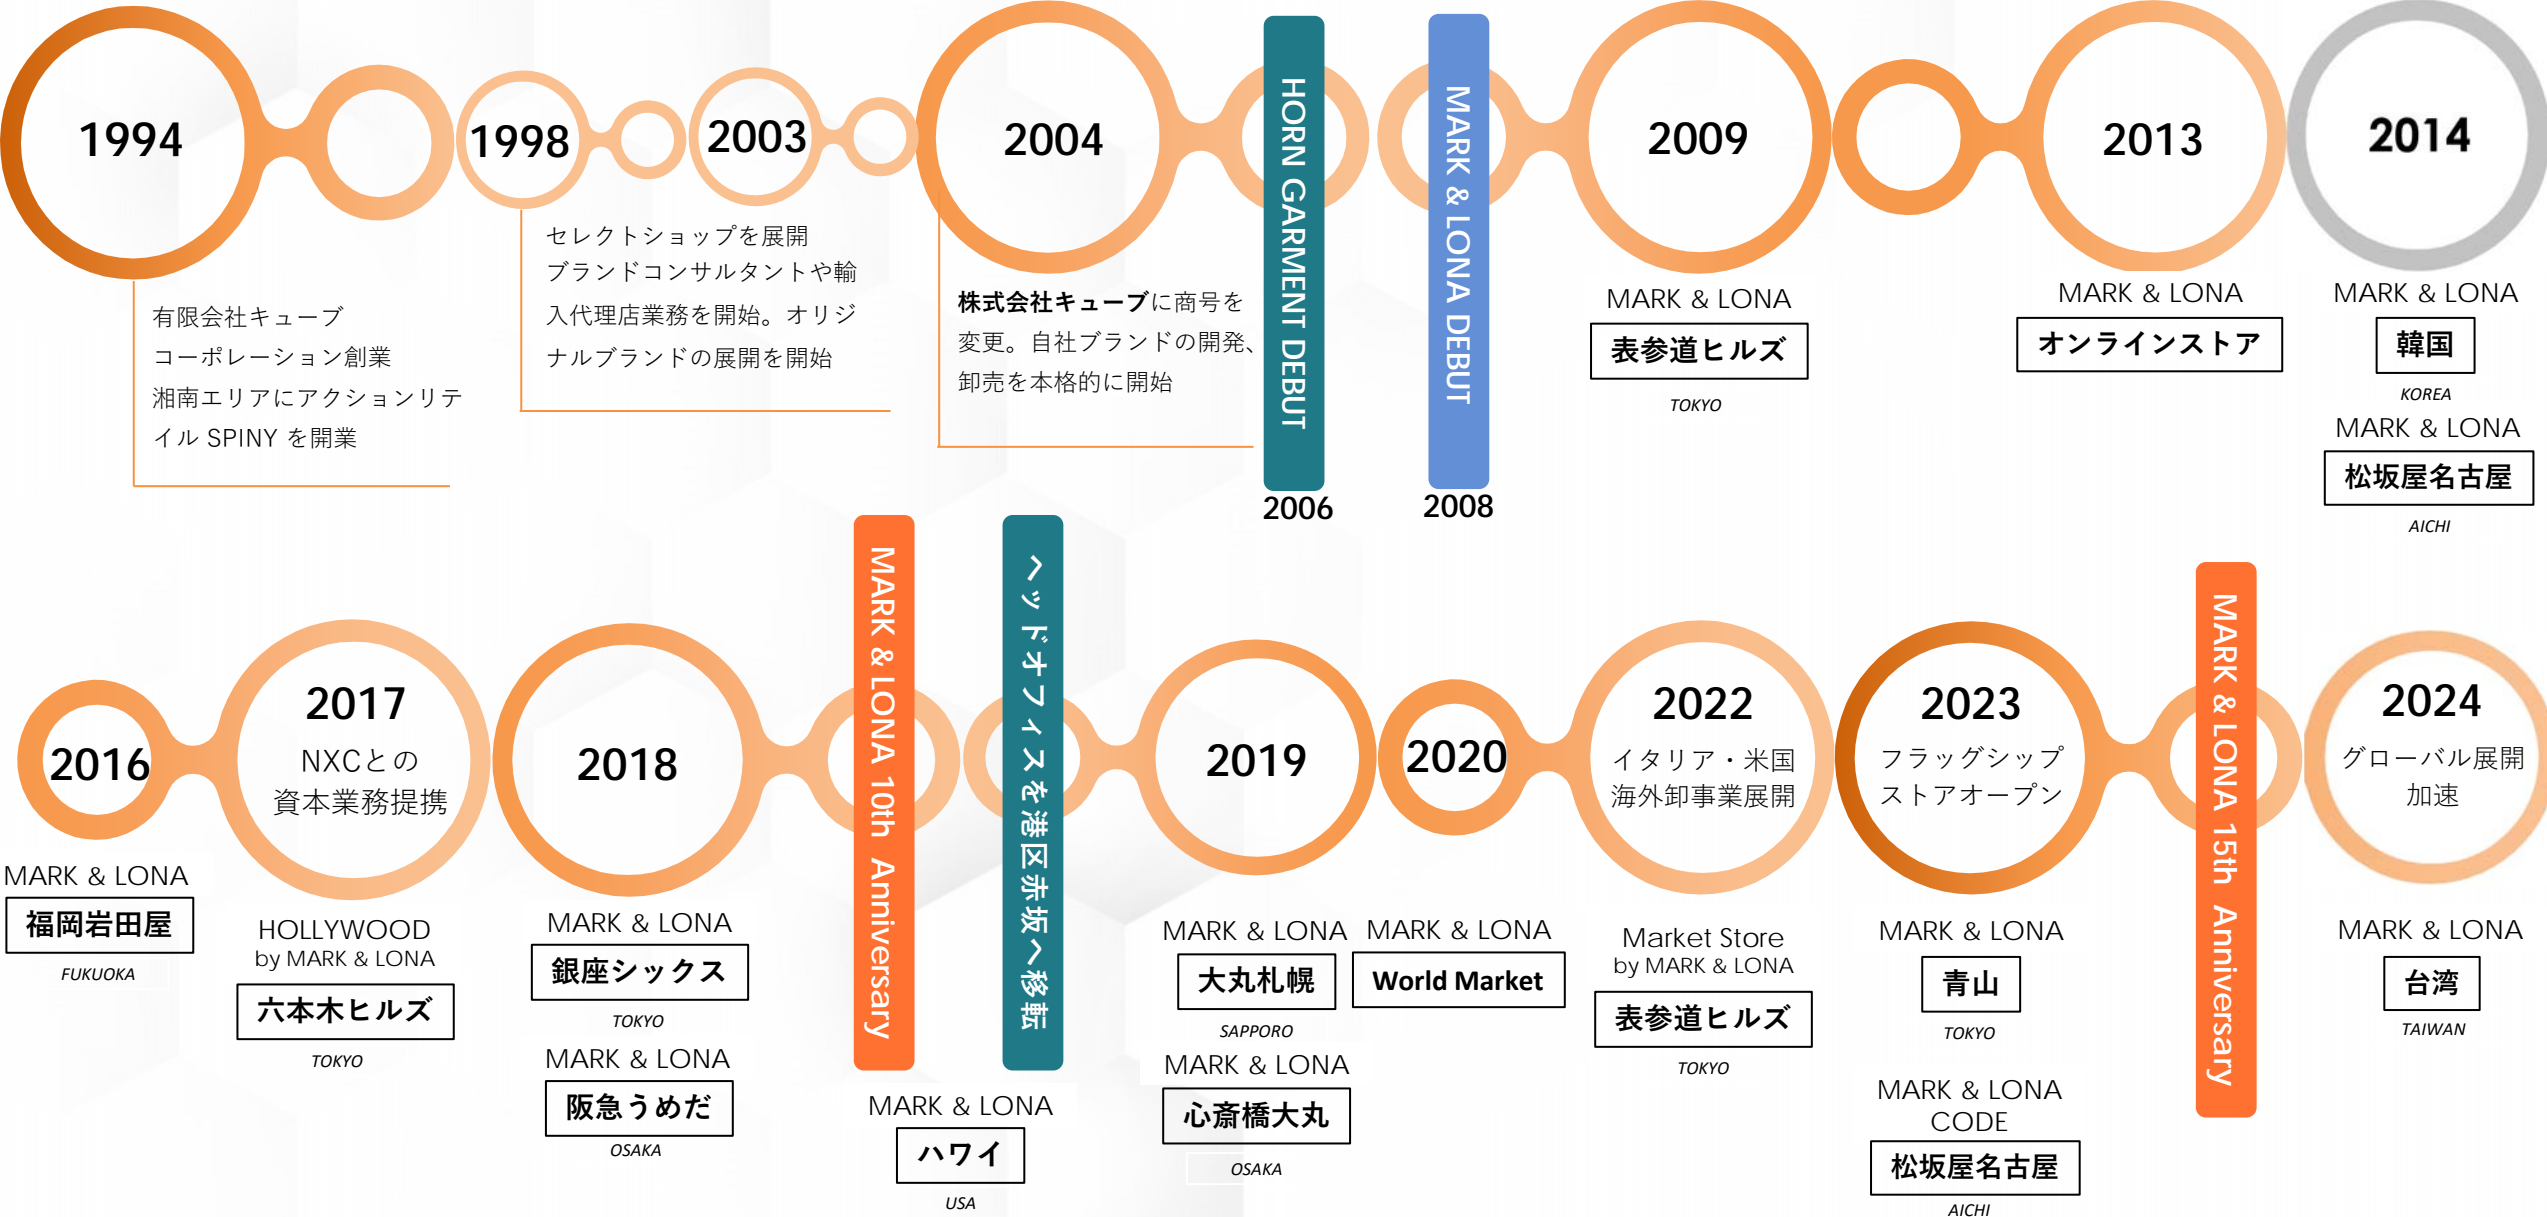 1994
有限会社キューブ
コーポレーション創業
湘南エリアにアクションリテ
イル SPINY を開業
1998
2003
セレクトショップを展開
ブランドコンサルタントや輸
入代理店業務を開始。オリジ
ナルブランドの展開を開始
2004
株式会社キューブに商号を
変更。自社ブランドの開発、
卸売を本格的に開始
HORN GARMENT DEBUT
2006
MARK & LONA DEBUT
2008
2009
MARK & LONA
表参道ヒルズ
TOKYO
2013
MARK & LONA
オンラインストア
2014
MARK & LONA
韓国
KOREA
MARK & LONA
松坂屋名古屋
AICHI
2016
MARK & LONA
福岡岩田屋
FUKUOKA
2017
NXCとの
資本業務提携
HOLLYWOOD
by MARK & LONA
六本木ヒルズ
TOKYO
2018
MARK & LONA
銀座シックス
TOKYO
MARK & LONA
阪急うめだ
OSAKA
MARK & LONA 10th Anniversary
MARK & LONA
ハワイ
USA
ヘッドオフィスを港区赤坂へ移転
2019
MARK & LONA
大丸札幌
SAPPORO
MARK & LONA
心斎橋大丸
OSAKA
2020
MARK & LONA
World Market
2022
イタリア・米国
海外卸事業展開
Market Store
by MARK & LONA
表参道ヒルズ
TOKYO
2023
フラッグシップ
ストアオープン
MARK & LONA
青山
TOKYO
MARK & LONA
CODE
松坂屋名古屋
AICHI
MARK & LONA 15th Anniversary
2024
グローバル展開
加速
MARK & LONA
台湾
TAIWAN